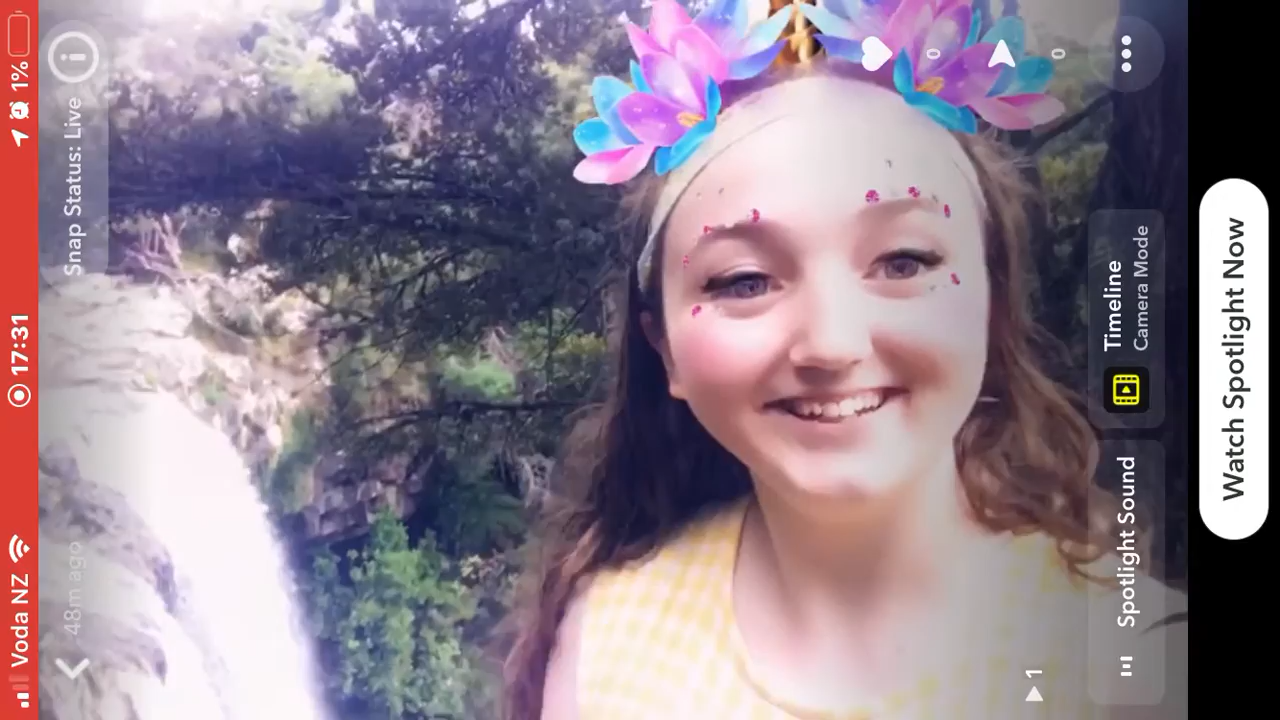 Voda NZ
17:31
1%
48m ago
Snap Status: Live
0
0
1
Spotlight Sound
Timeline
Camera Mode
Watch Spotlight Now